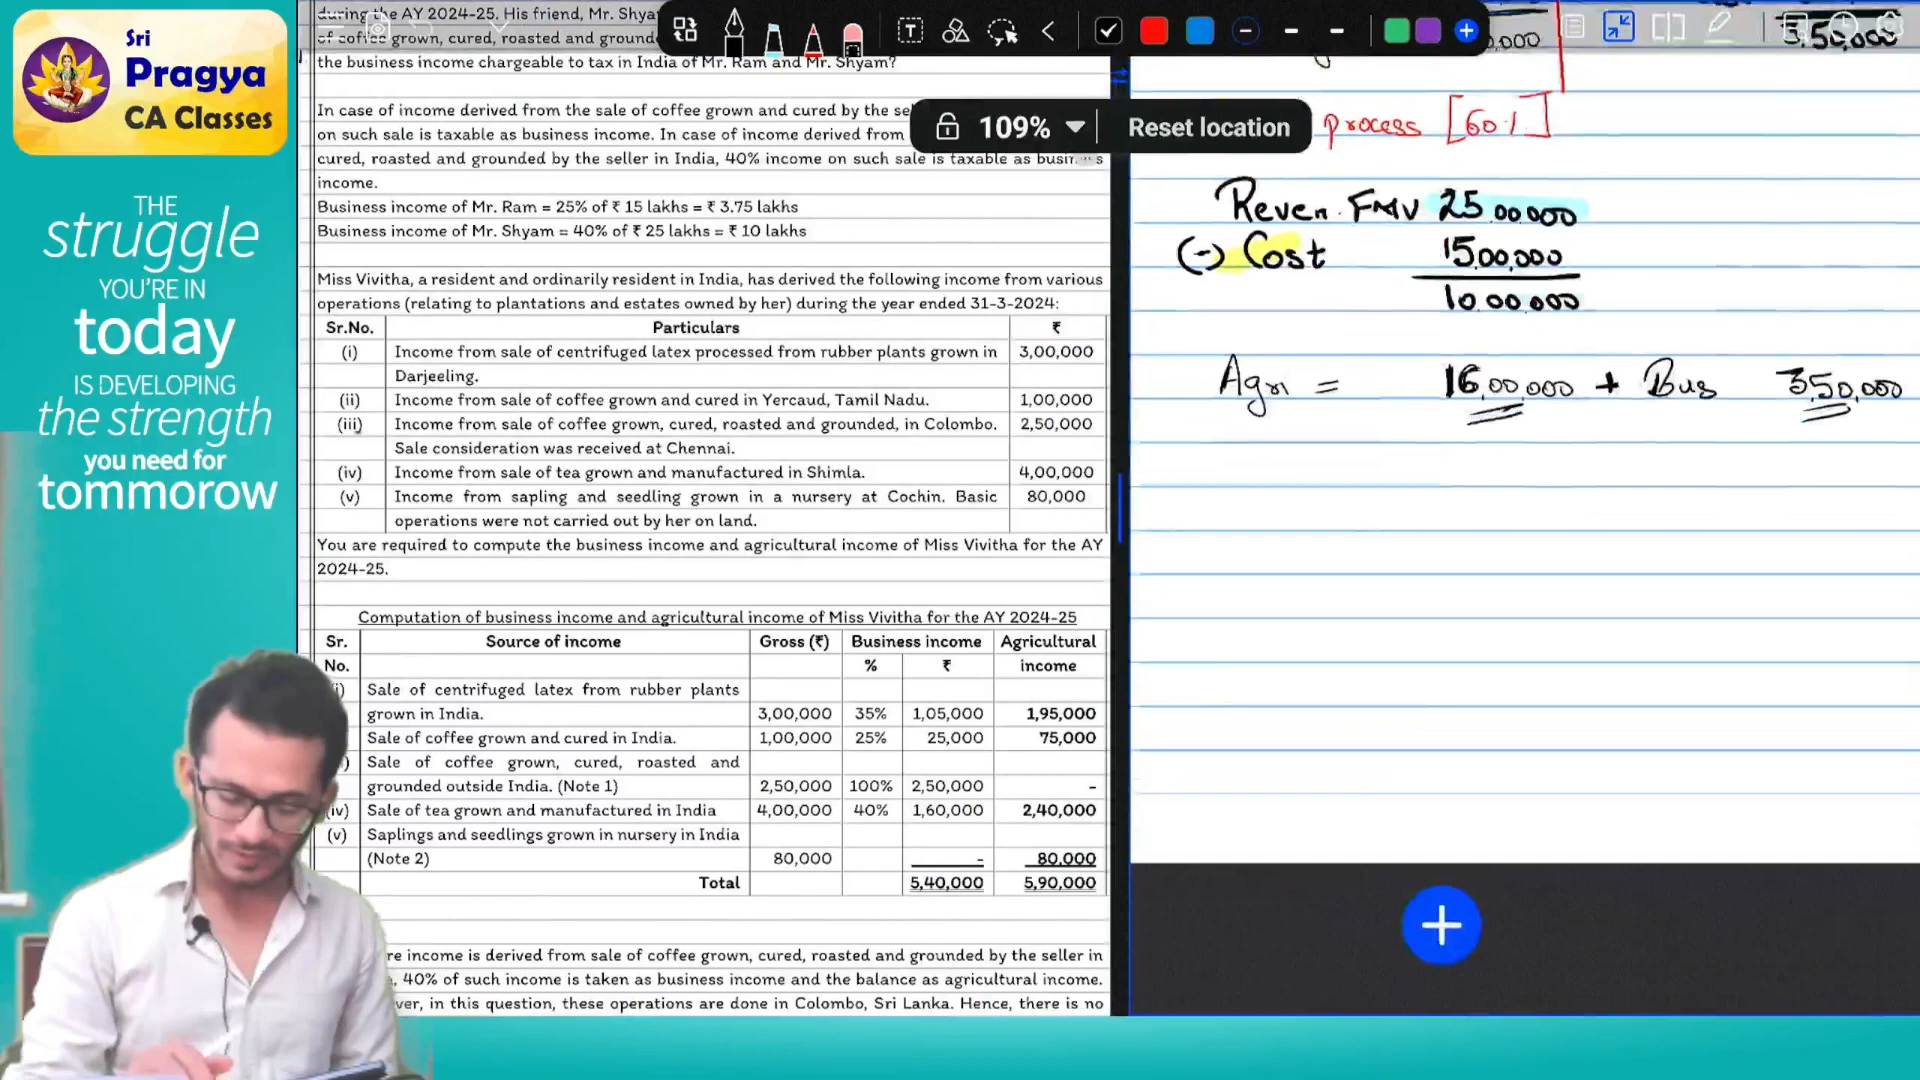 Sri
Pragya
CA Classes
THE
struggle
YOU'RE IN
today
IS DEVELOPING
the strength
you need for
tommorow
during the AY 2024-25. His friend, Mr. Shya
of coffee grown, cured, roasted and grounde
the business income chargeable to tax in India of Mr. Ram and Mr. Shyam?
In case of income derived from the sale of coffee grown and cured by the se
on such sale is taxable as business income. In case of income derived from
cured, roasted and grounded by the seller in India, 40% income on such sale is taxable as business
income.
Business income of Mr. Ram = 25% of ₹ 15 lakhs = ₹ 3.75 lakhs
Business income of Mr. Shyam = 40% of ₹ 25 lakhs = ₹ 10 lakhs
Miss Vivitha, a resident and ordinarily resident in India, has derived the following income from various
operations (relating to plantations and estates owned by her) during the year ended 31-3-2024:
Sr.No. Particulars ₹
(i) Income from sale of centrifuged latex processed from rubber plants grown in 3,00,000
Darjeeling.
(ii) Income from sale of coffee grown and cured in Yercaud, Tamil Nadu. 1,00,000
(iii) Income from sale of coffee grown, cured, roasted and grounded, in Colombo. 2,50,000
Sale consideration was received at Chennai.
(iv) Income from sale of tea grown and manufactured in Shimla. 4,00,000
(v) Income from sapling and seedling grown in a nursery at Cochin. Basic 80,000
operations were not carried out by her on land.
You are required to compute the business income and agricultural income of Miss Vivitha for the AY
2024-25.
Computation of business income and agricultural income of Miss Vivitha for the AY 2024-25
Sr. Source of income Gross (₹) Business income Agricultural
No. % ₹ income
i) Sale of centrifuged latex from rubber plants
grown in India. 3,00,000 35% 1,05,000 1,95,000
Sale of coffee grown and cured in India. 1,00,000 25% 25,000 75,000
) Sale of coffee grown, cured, roasted and
grounded outside India. (Note 1) 2,50,000 100% 2,50,000 -
(iv) Sale of tea grown and manufactured in India 4,00,000 40% 1,60,000 2,40,000
(v) Saplings and seedlings grown in nursery in India
(Note 2) 80,000 - 80,000
Total 5,40,000 5,90,000
re income is derived from sale of coffee grown, cured, roasted and grounded by the seller in
, 40% of such income is taken as business income and the balance as agricultural income.
ver, in this question, these operations are done in Colombo, Sri Lanka. Hence, there is no
109% Reset location
3,50,000
process [60%]
Reven. FMV 25,00,000
(-) Cost 15,00,000
10,00,000
Agri = 16,00,000 + Bus 3,50,000